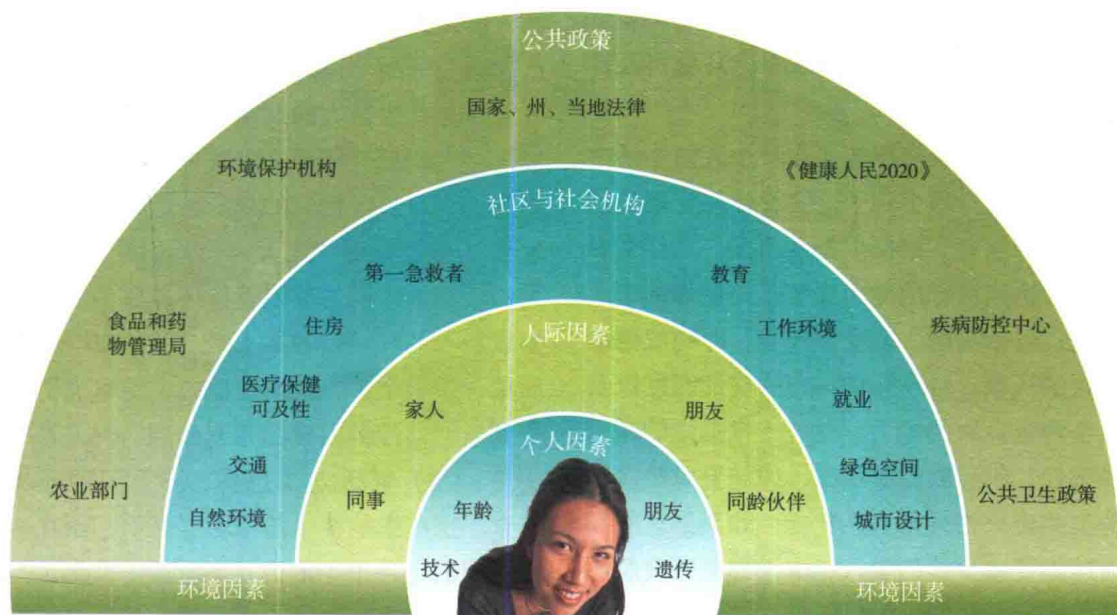 公共政策
国家、州、当地法律
环境保护机构
《健康人民2020》
食品和药
物管理局
疾病防控中心
农业部门
公共卫生政策
社区与社会机构
第一急救者
教育
住房
工作环境
医疗保健
可及性
就业
交通
绿色空间
自然环境
城市设计
人际因素
家人
朋友
同事
同龄伙伴
个人因素
年龄
朋友
技术
遗传
环境因素
环境因素